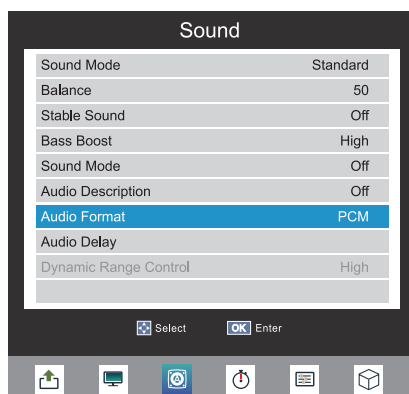 Sound
Sound Mode Standard
Balance 50
Stable Sound Off
Bass Boost High
Sound Mode Off
Audio Description Off
Audio Format PCM
Audio Delay
Dynamic Range Control High
Select OK Enter